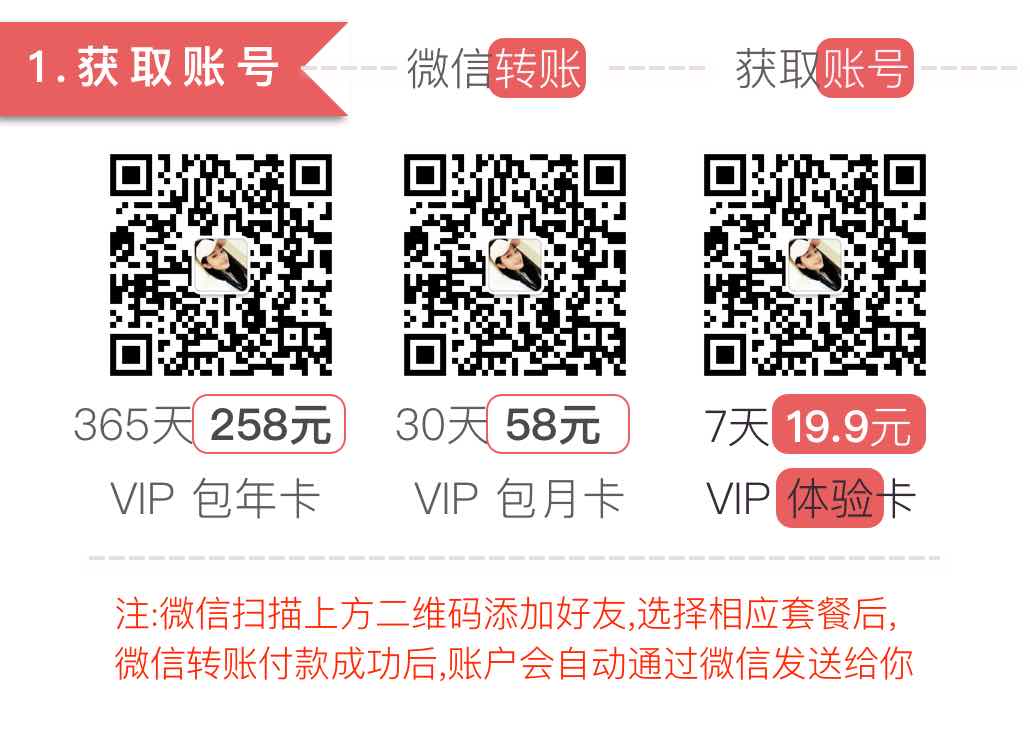 1.获取账号
微信转账
获取账号
365天 258元
30天 58元
7天 19.9元
VIP 包年卡
VIP 包月卡
VIP 体验卡
注:微信扫描上方二维码添加好友,选择相应套餐后,
微信转账付款成功后,账户会自动通过微信发送给你